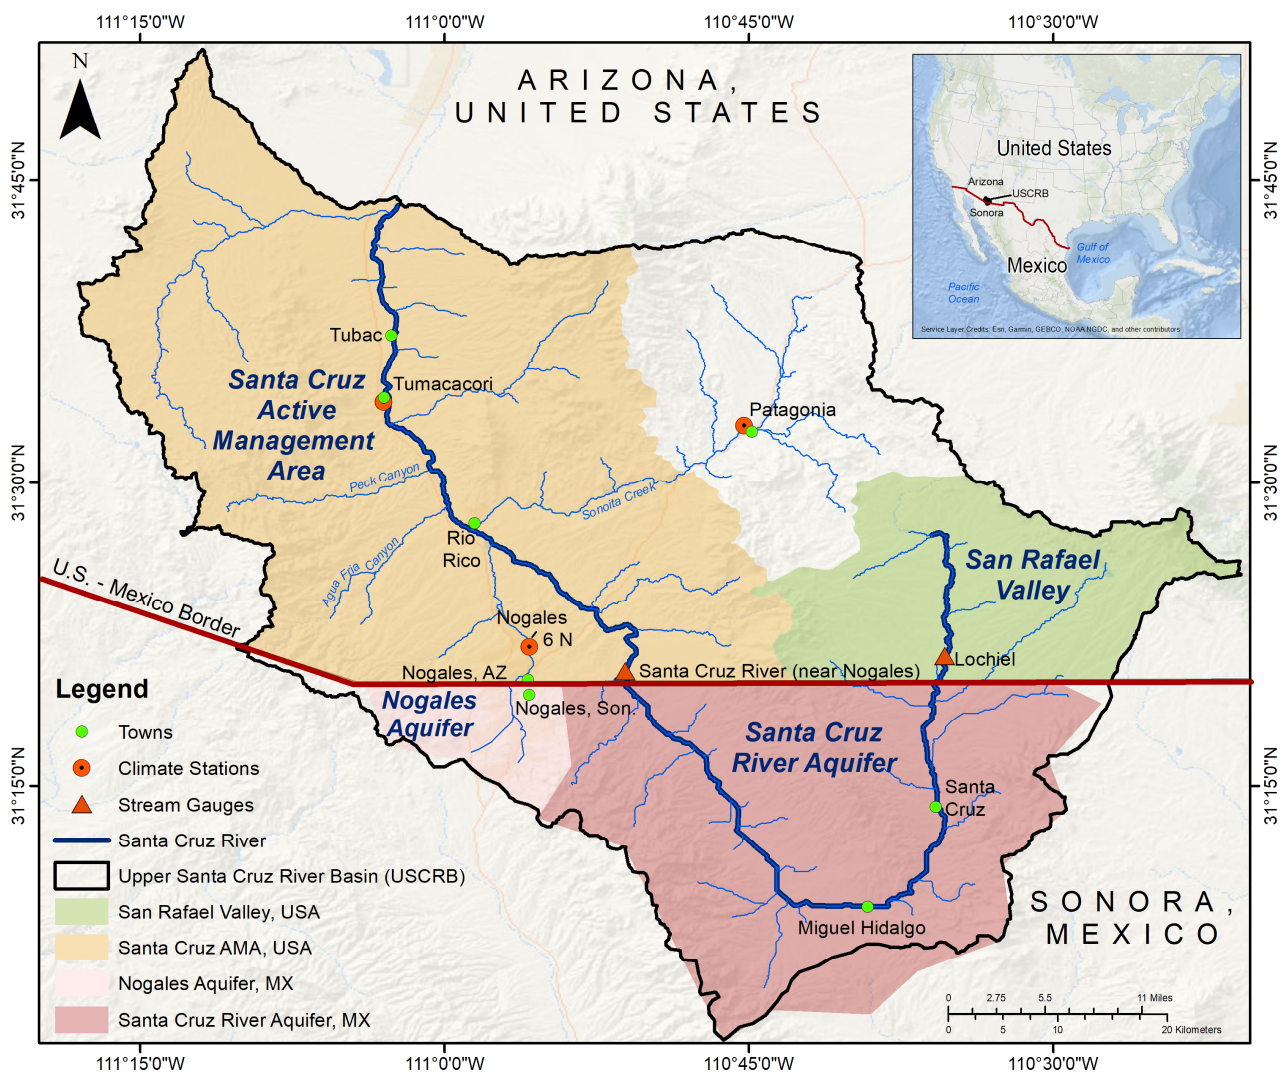 111°15'0"W 111°0'0"W 110°45'0"W 110°30'0"W
N
ARIZONA,
UNITED STATES
United States
Arizona
USCRB
Sonora
Gulf of
Mexico
Mexico
Pacific
Ocean
Service Layer Credits: Esri, Garmin, GEBCO, NOAA NGDC, and other contributors
31°45'0"N 31°45'0"N
Tubac
Santa Cruz
Active
Management
Area
Tumacacori
Patagonia
Peck Canyon
31°30'0"N 31°30'0"N
Sonoita Creek
Rio
Rico
Agua Fria Canyon
San Rafael
Valley
U.S. - Mexico Border
Nogales
6 N
Nogales, AZ
Santa Cruz River (near Nogales)
Lochiel
Nogales
Aquifer
Nogales, Son.
Santa Cruz
River Aquifer
31°15'0"N 31°15'0"N
Santa
Cruz
Miguel Hidalgo
SONORA,
MEXICO
Legend
Towns
Climate Stations
Stream Gauges
Santa Cruz River
Upper Santa Cruz River Basin (USCRB)
San Rafael Valley, USA
Santa Cruz AMA, USA
Nogales Aquifer, MX
Santa Cruz River Aquifer, MX
0 2.75 5.5 11 Miles
0 5 10 20 Kilometers
111°15'0"W 111°0'0"W 110°45'0"W 110°30'0"W